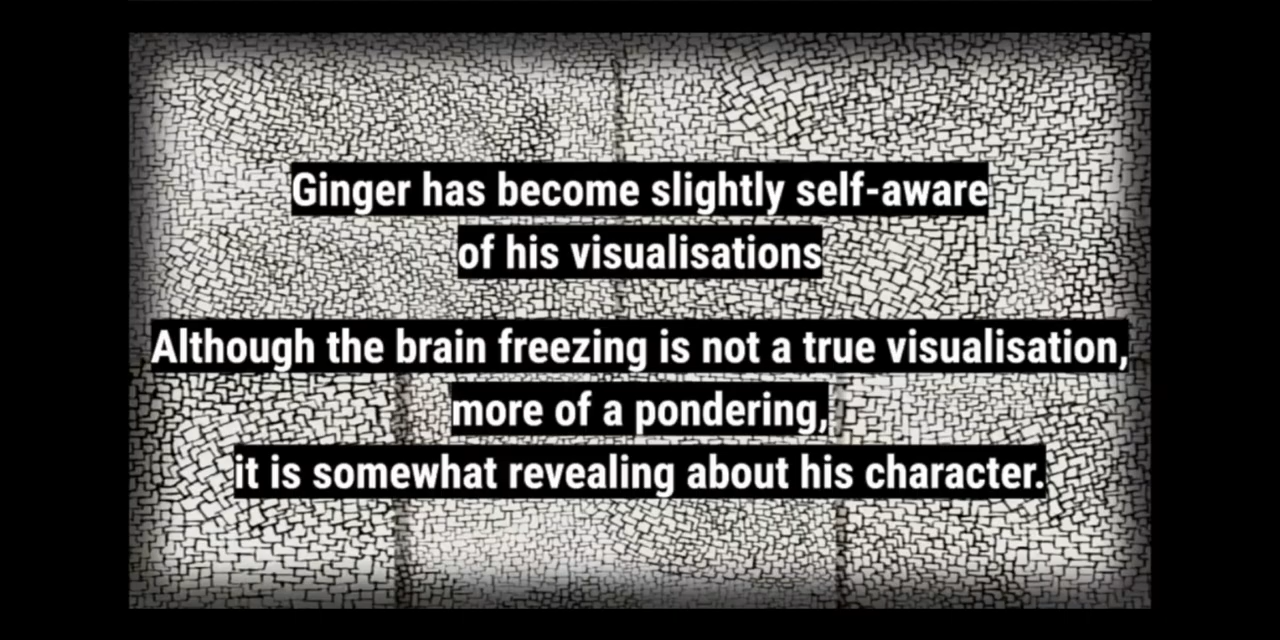 Ginger has become slightly self-aware
of his visualisations
Although the brain freezing is not a true visualisation,
more of a pondering,
it is somewhat revealing about his character.